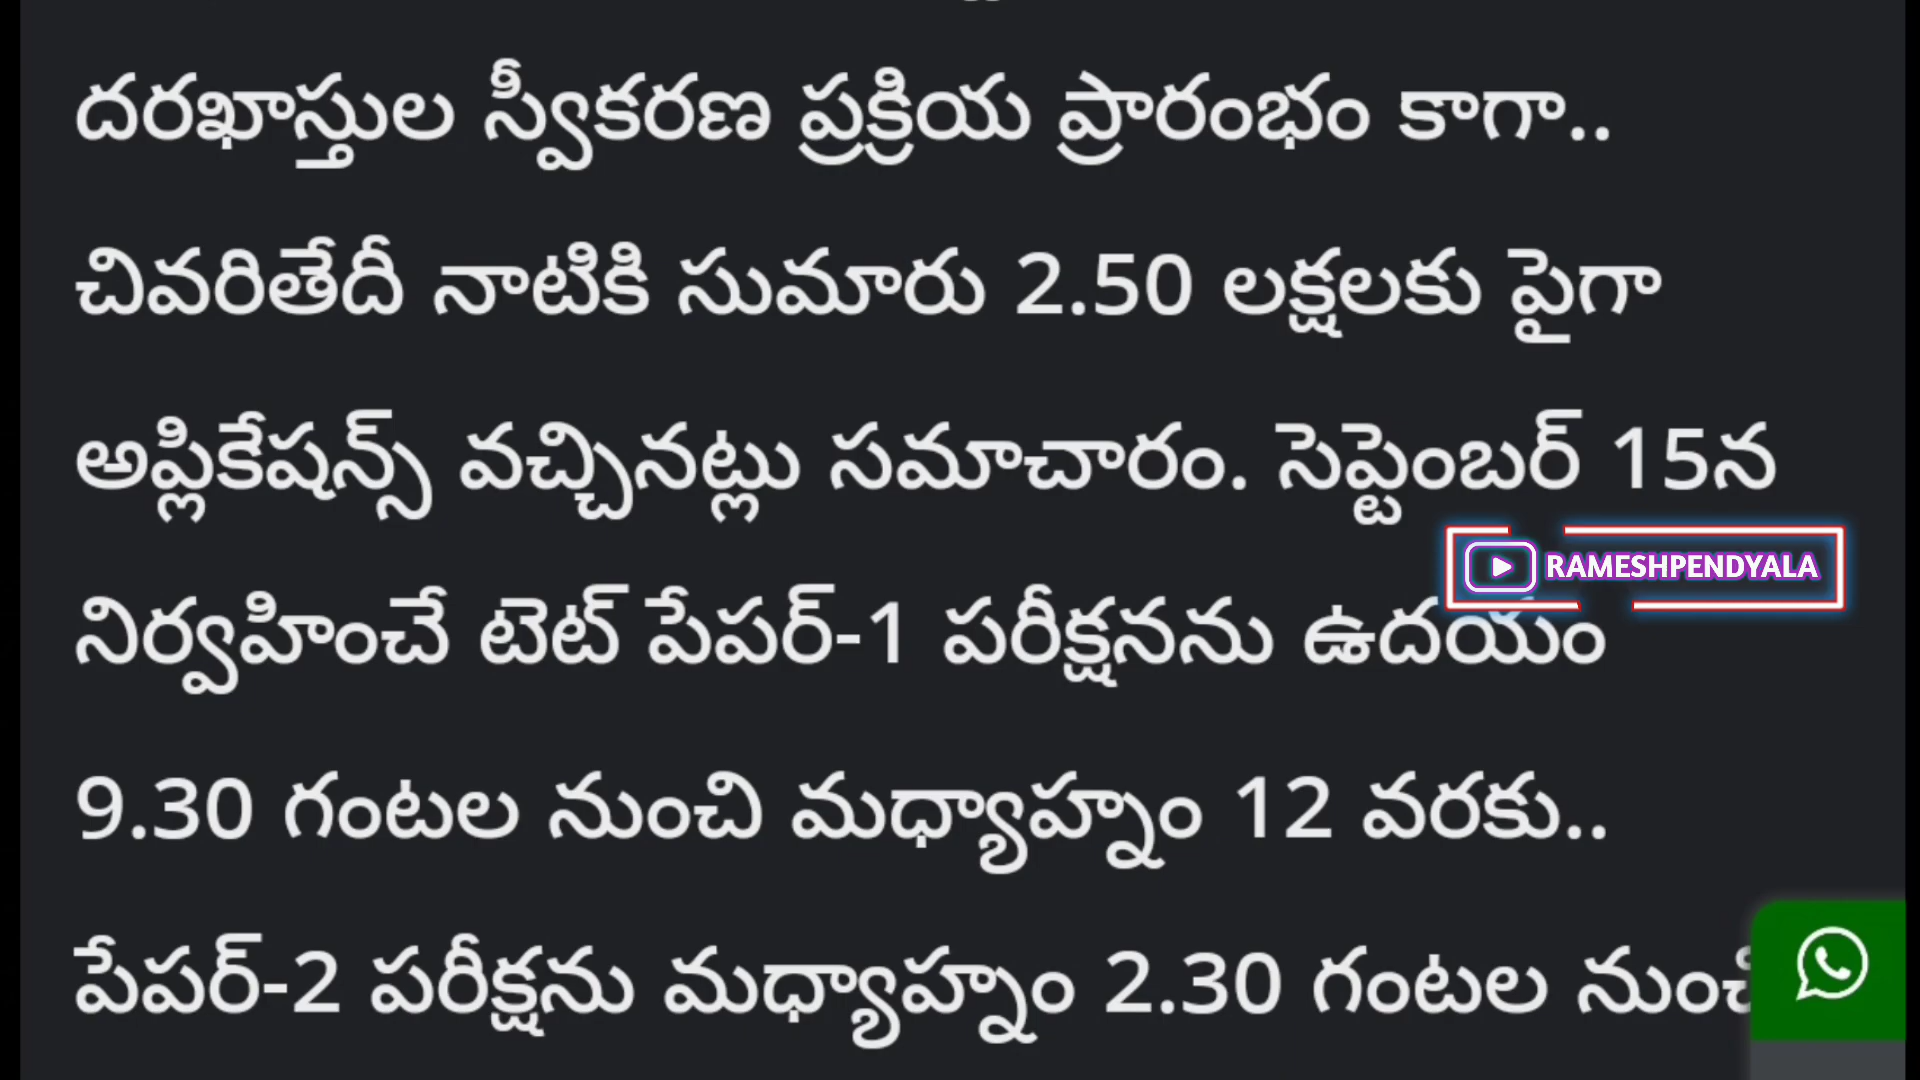 దరఖాస్తుల స్వీకరణ ప్రక్రియ ప్రారంభం కాగా..
చివరితేదీ నాటికి సుమారు 2.50 లక్షలకు పైగా
అప్లికేషన్స్ వచ్చినట్లు సమాచారం. సెప్టెంబర్ 15న
RAMESHPENDYALA
నిర్వహించే టెట్ పేపర్-1 పరీక్షనను ఉదయం
9.30 గంటల నుంచి మధ్యాహ్నం 12 వరకు..
పేపర్-2 పరీక్షను మధ్యాహ్నం 2.30 గంటల నుంచి